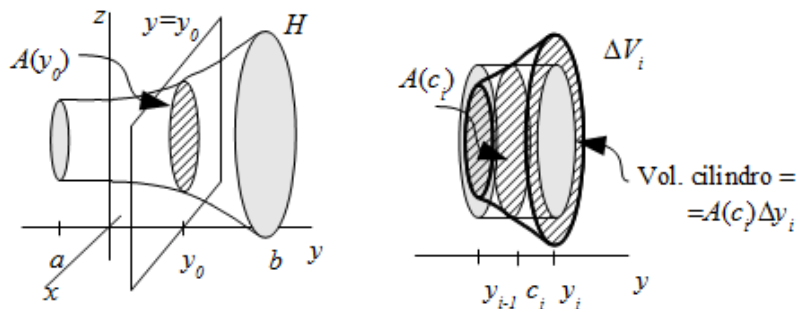 z
y=y₀
H
A(y₀)
a
x
y₀
b
y
ΔVᵢ
A(cᵢ)
Vol. cilindro =
=A(cᵢ)Δyᵢ
yᵢ₋₁ cᵢ yᵢ
y